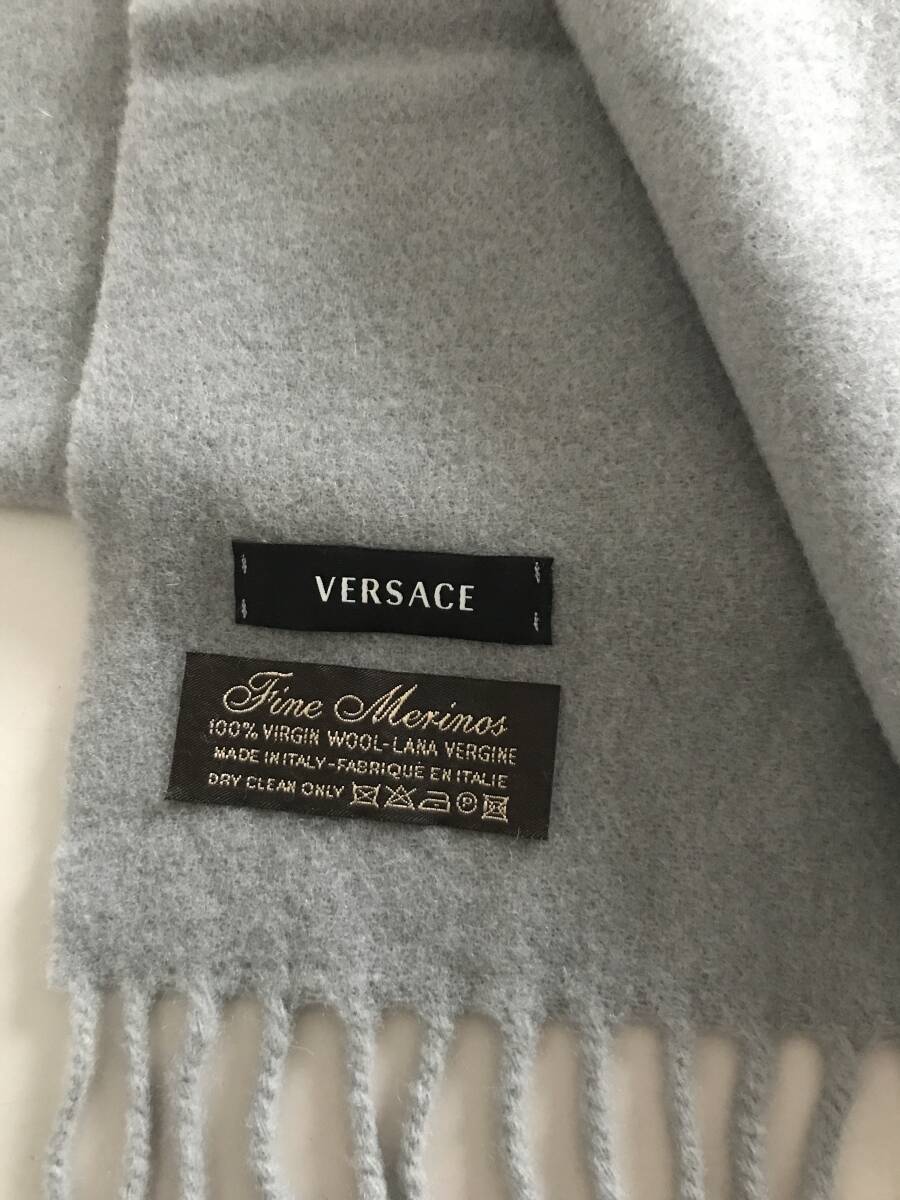 VERSACE
Fine Merinos
100% VIRGIN WOOL-LANA VERGINE
MADE IN ITALY-FABRIQUÉ EN ITALIE
DRY CLEAN ONLY Ⓟ